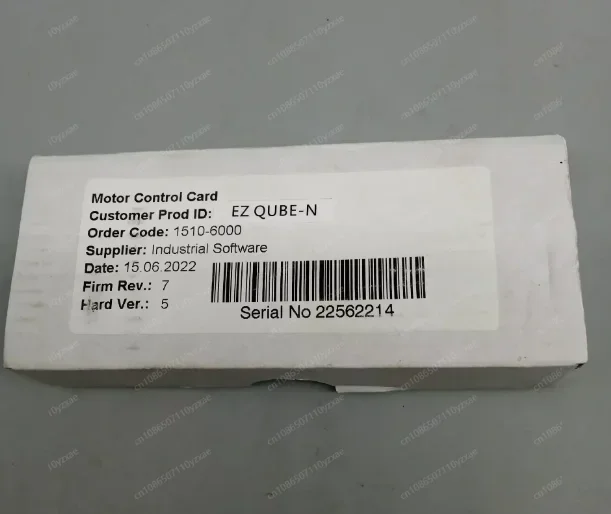 Motor Control Card
Customer Prod ID: EZ QUBE-N
Order Code: 1510-6000
Supplier: Industrial Software
Date: 15.06.2022
Firm Rev.: 7
Hard Ver.: 5
Serial No 22562214
cn1086507110yxae